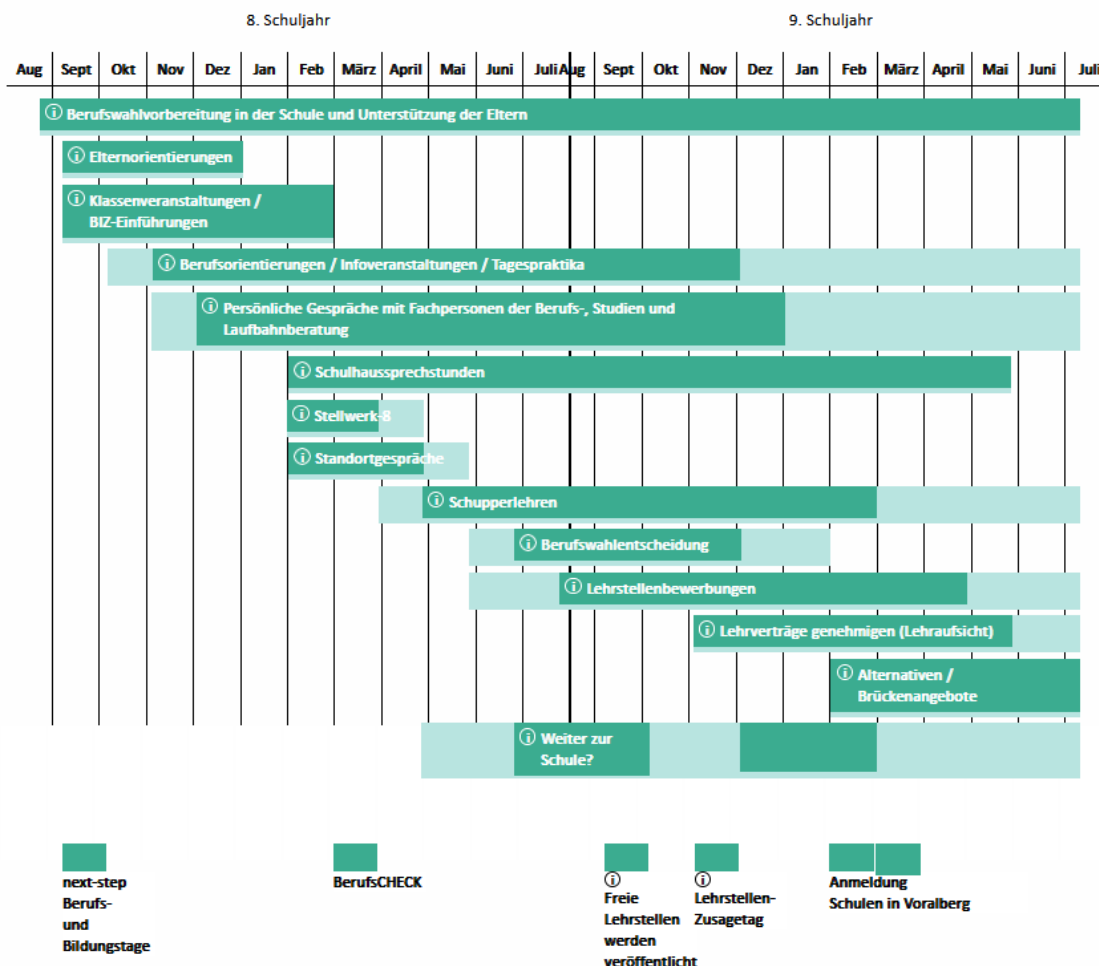 8. Schuljahr
9. Schuljahr
Aug Sept Okt Nov Dez Jan Feb März April Mai Juni Juli Aug Sept Okt Nov Dez Jan Feb März April Mai Juni Juli
Berufswahlvorbereitung in der Schule und Unterstützung der Eltern
Elternorientierungen
Klassenveranstaltungen /
BIZ-Einführungen
Berufsorientierungen / Infoveranstaltungen / Tagespraktika
Persönliche Gespräche mit Fachpersonen der Berufs-, Studien und
Laufbahnberatung
Schulhaussprechstunden
Stellwerk-8
Standortgespräche
Schupperlehren
Berufswahlentscheidung
Lehrstellenbewerbungen
Lehrverträge genehmigen (Lehraufsicht)
Alternativen /
Brückenangebote
Weiter zur
Schule?
next-step
Berufs-
und
Bildungstage
BerufsCHECK
Freie
Lehrstellen
werden
veröffentlicht
Lehrstellen-
Zusagetag
Anmeldung
Schulen in Voralberg